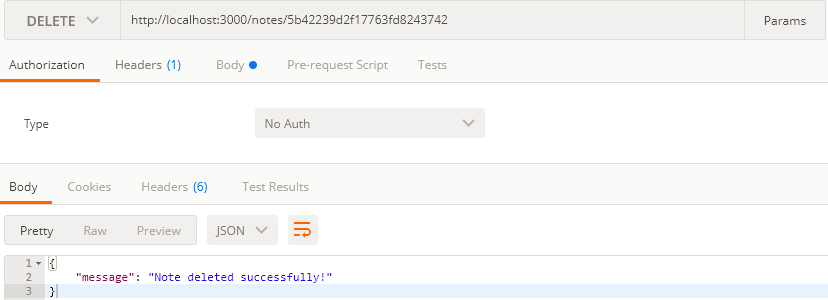 DELETE http://localhost:3000/notes/5b42239d2f17763fd8243742 Params
Authorization Headers (1) Body Pre-request Script Tests
Type No Auth
Body Cookies Headers (6) Test Results
Pretty Raw Preview JSON
1 {
2 "message": "Note deleted successfully!"
3 }